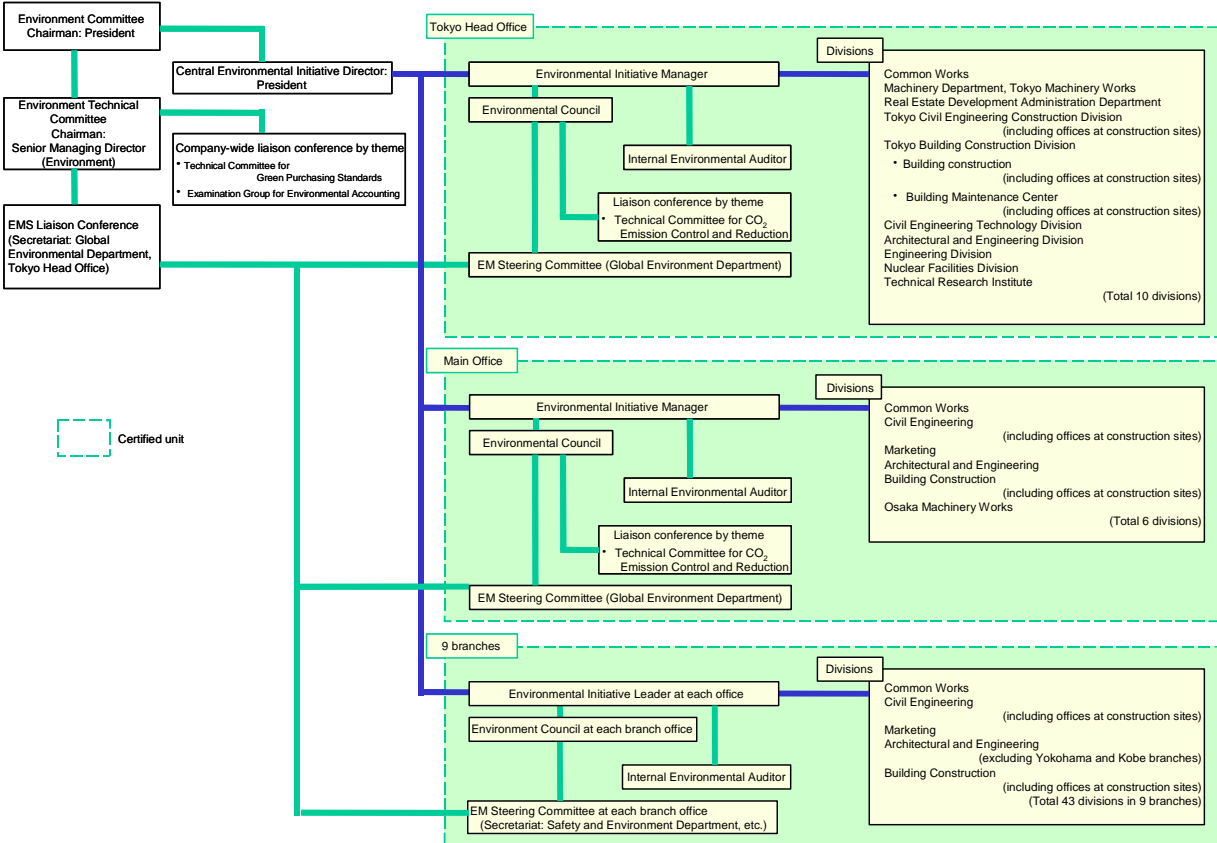 Environment Committee
Chairman: President
Central Environmental Initiative Director:
President
Environment Technical
Committee
Chairman:
Senior Managing Director
(Environment)
Company-wide liaison conference by theme
・Technical Committee for
Green Purchasing Standards
・Examination Group for Environmental Accounting
EMS Liaison Conference
(Secretariat: Global
Environmental Department,
Tokyo Head Office)
Certified unit
Tokyo Head Office
Environmental Initiative Manager
Environmental Council
Internal Environmental Auditor
Liaison conference by theme
・Technical Committee for CO2
Emission Control and Reduction
EM Steering Committee (Global Environment Department)
Divisions
Common Works
Machinery Department, Tokyo Machinery Works
Real Estate Development Administration Department
Tokyo Civil Engineering Construction Division
(including offices at construction sites)
Tokyo Building Construction Division
・Building construction
(including offices at construction sites)
・Building Maintenance Center
(including offices at construction sites)
Civil Engineering Technology Division
Architectural and Engineering Division
Engineering Division
Nuclear Facilities Division
Technical Research Institute
(Total 10 divisions)
Main Office
Environmental Initiative Manager
Environmental Council
Internal Environmental Auditor
Liaison conference by theme
・Technical Committee for CO2
Emission Control and Reduction
EM Steering Committee (Global Environment Department)
Divisions
Common Works
Civil Engineering
(including offices at construction sites)
Marketing
Architectural and Engineering
Building Construction
(including offices at construction sites)
Osaka Machinery Works
(Total 6 divisions)
9 branches
Environmental Initiative Leader at each office
Environment Council at each branch office
Internal Environmental Auditor
EM Steering Committee at each branch office
(Secretariat: Safety and Environment Department, etc.)
Divisions
Common Works
Civil Engineering
(including offices at construction sites)
Marketing
Architectural and Engineering
(excluding Yokohama and Kobe branches)
Building Construction
(including offices at construction sites)
(Total 43 divisions in 9 branches)